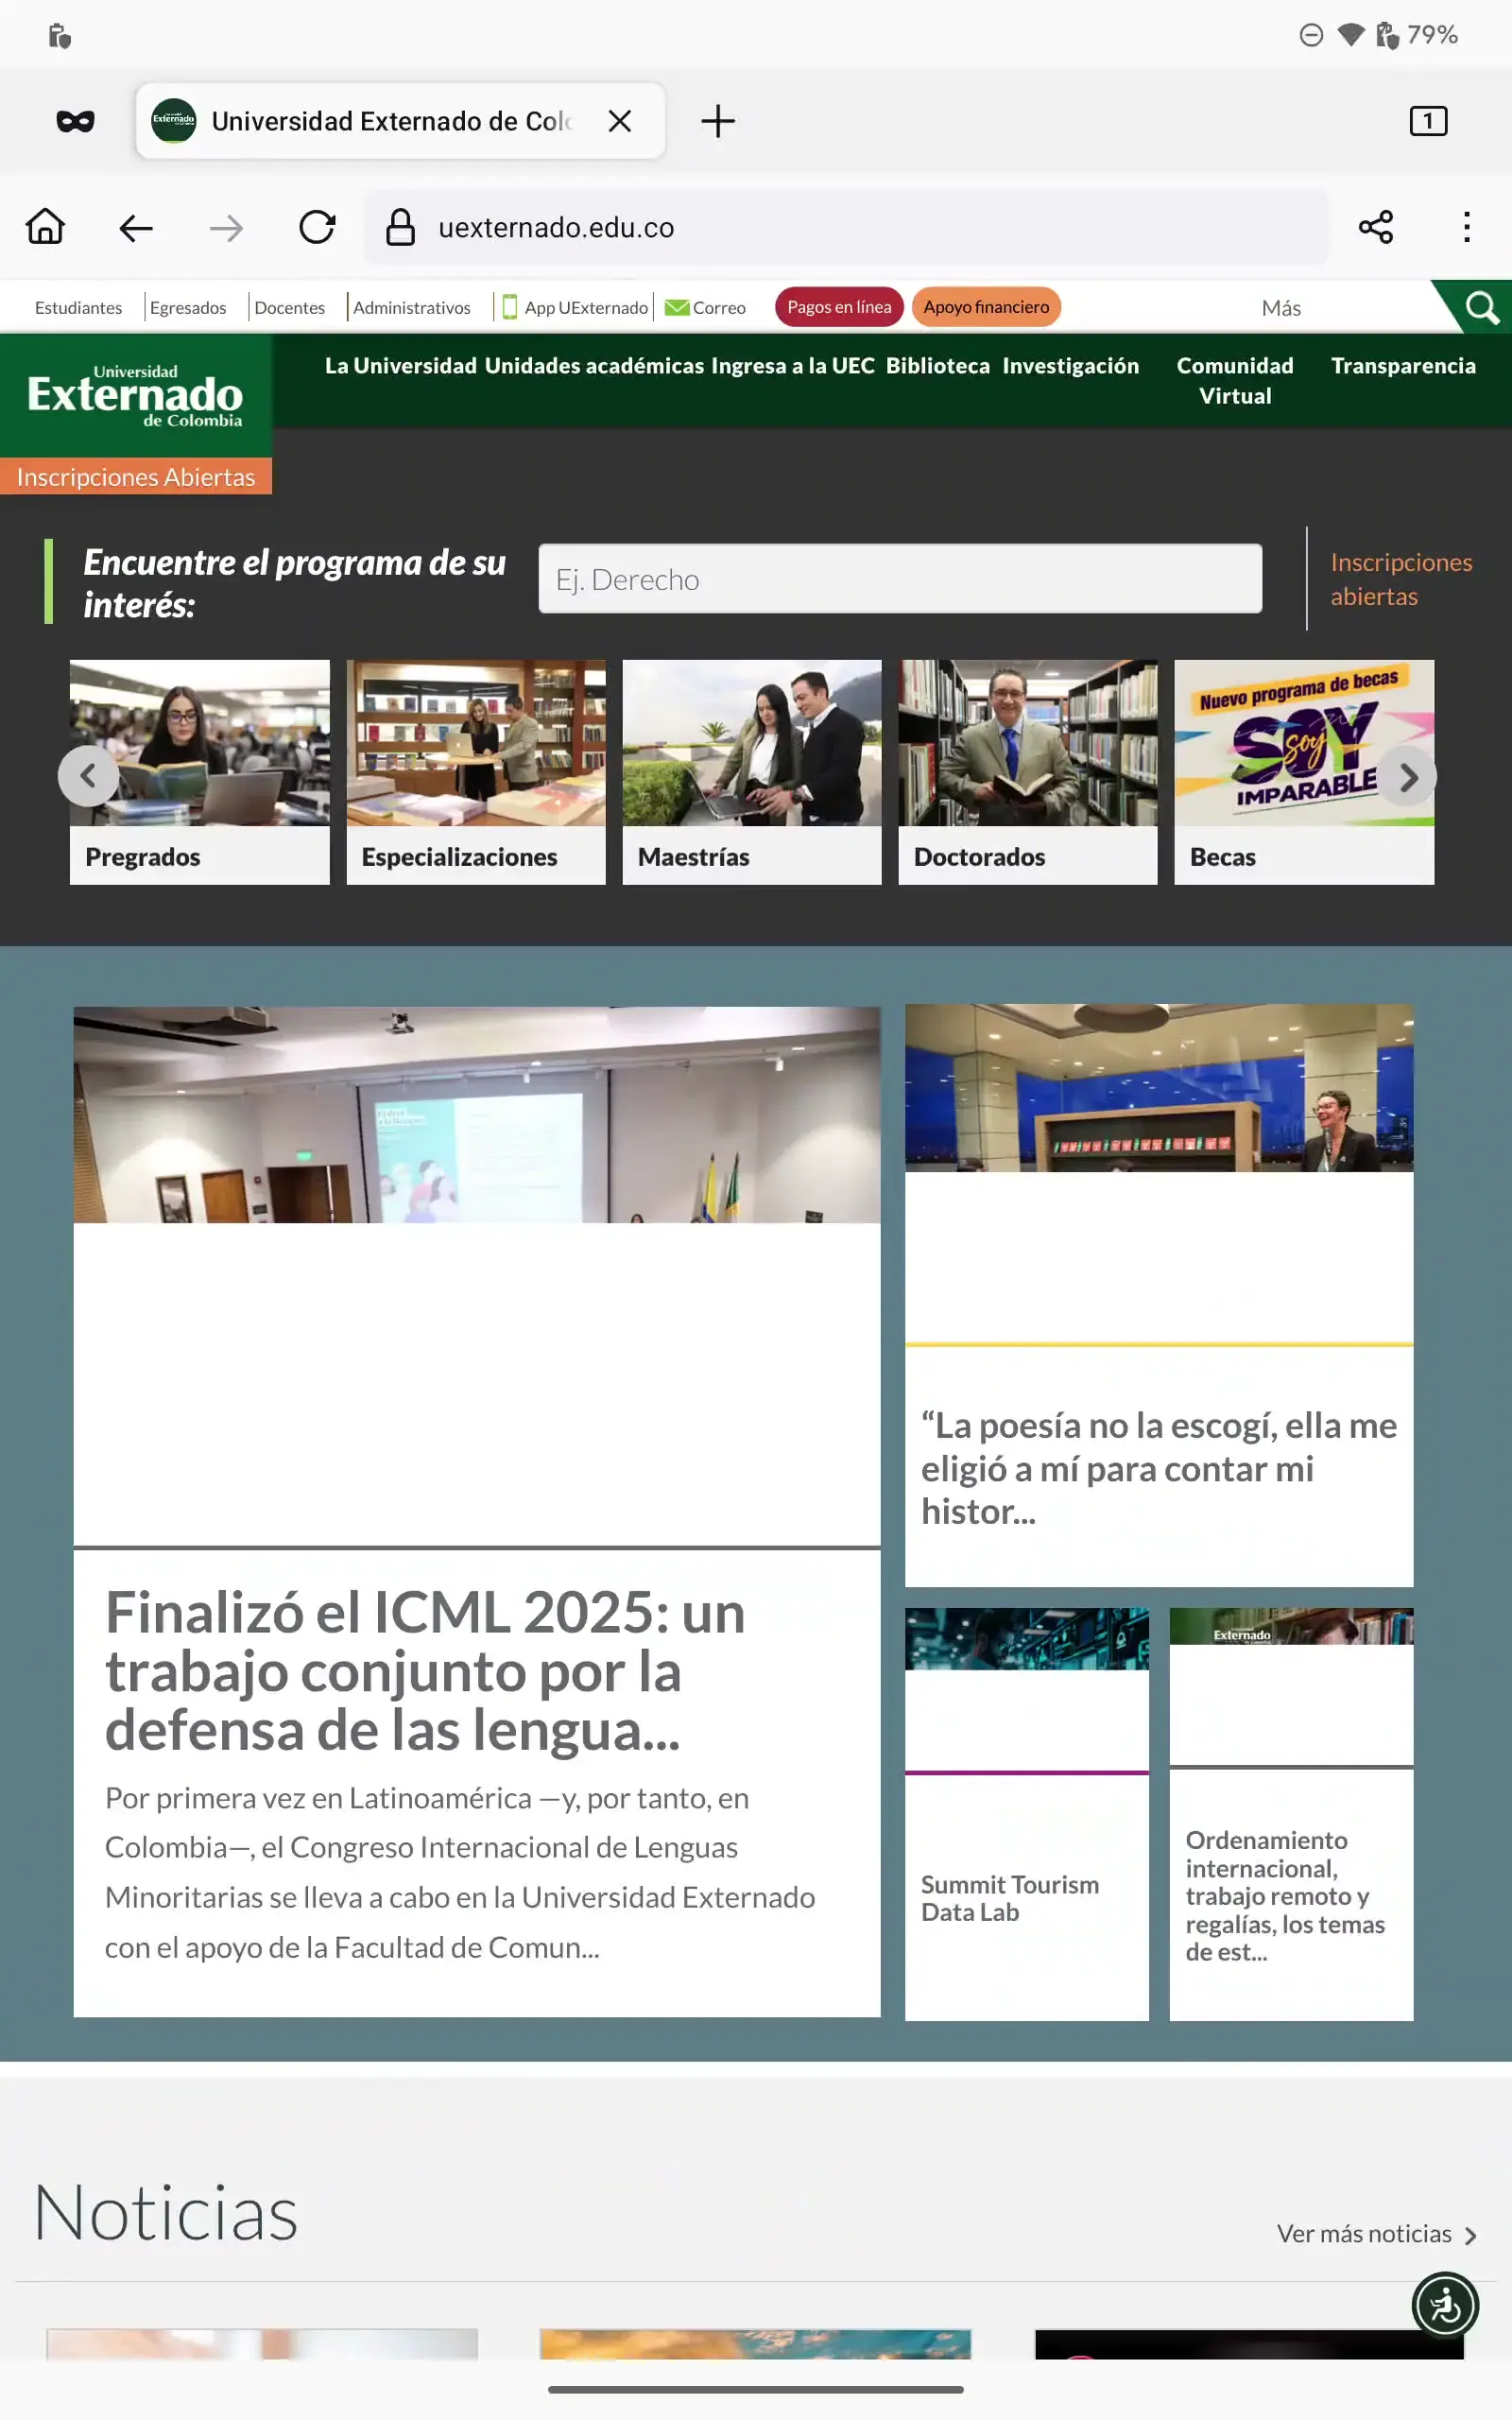 79%
Universidad Externado de Col
1
uexternado.edu.co
Estudiantes Egresados Docentes Administrativos App UExternado Correo Pagos en línea Apoyo financiero Más
Universidad
Externado
de Colombia
La Universidad Unidades académicas Ingresa a la UEC Biblioteca Investigación Comunidad Virtual Transparencia
Inscripciones Abiertas
Encuentre el programa de su
interés:
Ej. Derecho
Inscripciones
abiertas
Nuevo programa de becas
SOY
soy
IMPARABLE
Pregrados
Especializaciones
Maestrías
Doctorados
Becas
Finalizó el ICML 2025: un
trabajo conjunto por la
defensa de las lengua...
Por primera vez en Latinoamérica —y, por tanto, en
Colombia—, el Congreso Internacional de Lenguas
Minoritarias se lleva a cabo en la Universidad Externado
con el apoyo de la Facultad de Comun...
“La poesía no la escogí, ella me
eligió a mí para contar mi
histor...
Summit Tourism
Data Lab
Externado
Ordenamiento
internacional,
trabajo remoto y
regalías, los temas
de est...
Noticias
Ver más noticias